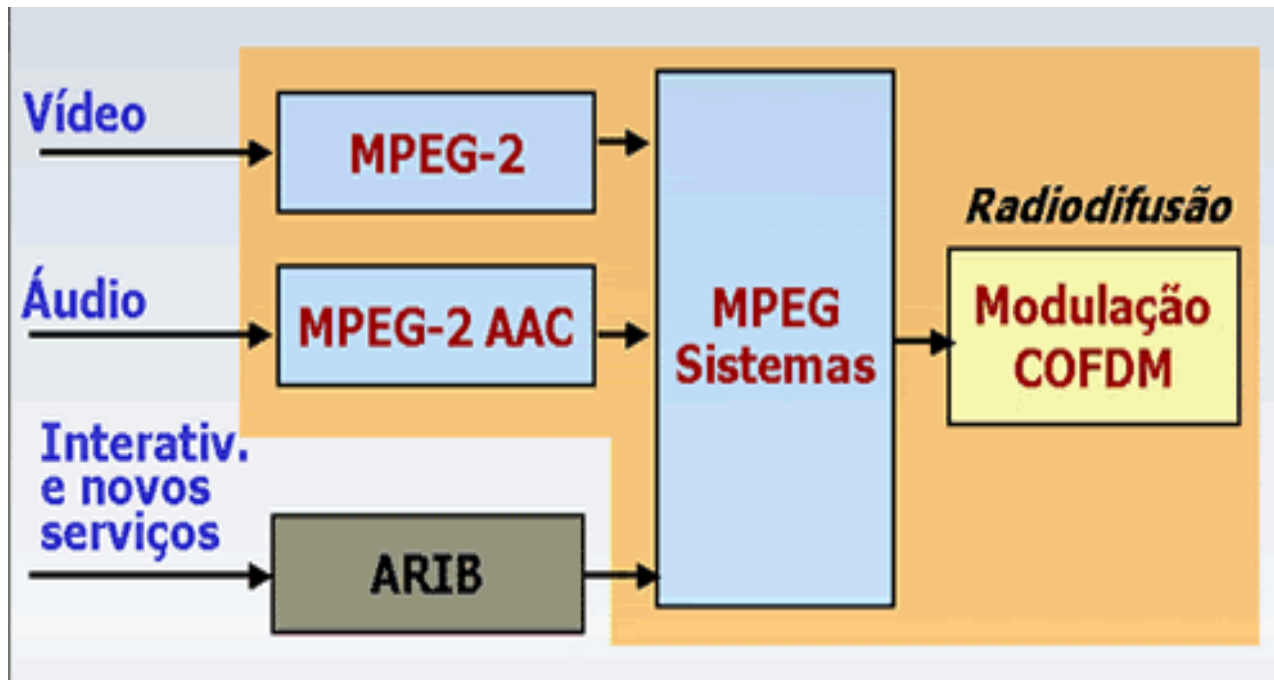 Vídeo
MPEG-2
Radiodifusão
Áudio
MPEG-2 AAC
MPEG
Sistemas
Modulação
COFDM
Interativ.
e novos
serviços
ARIB